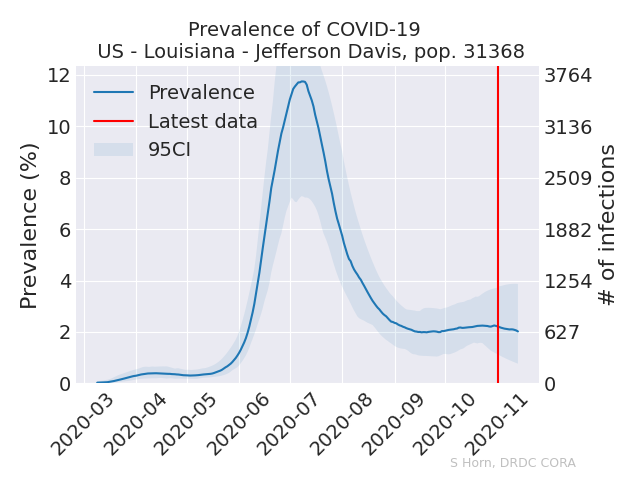 Prevalence of COVID-19
US - Louisiana - Jefferson Davis, pop. 31368
Prevalence
Latest data
95CI
Prevalence (%)
12
10
8
6
4
2
0
3764
3136
2509
1882
1254
627
0
# of infections
2020-03
2020-04
2020-05
2020-06
2020-07
2020-08
2020-09
2020-10
2020-11
S Horn, DRDC CORA